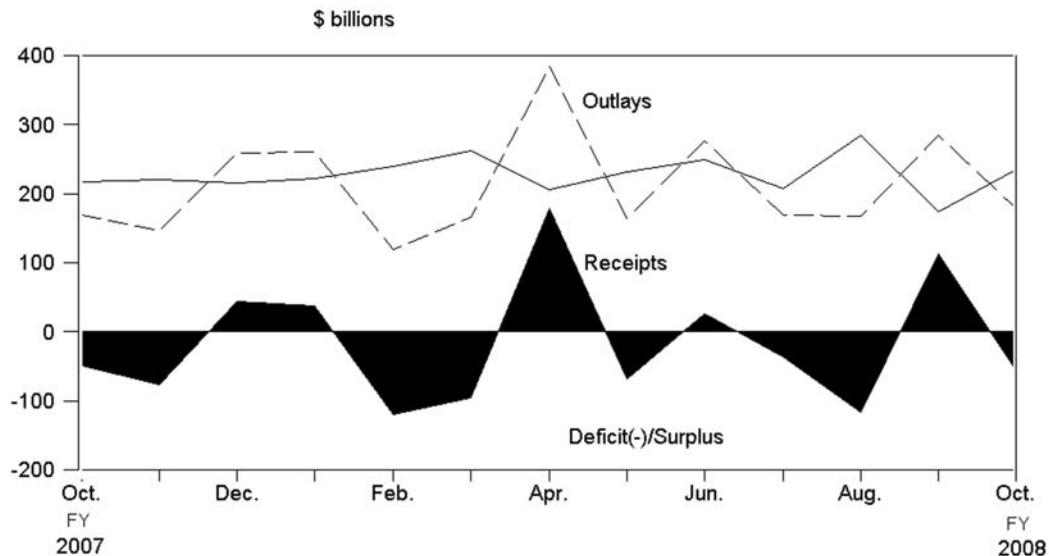 $ billions
400
300
200
100
0
-100
-200
Outlays
Receipts
Deficit(-)/Surplus
Oct. Dec. Feb. Apr. Jun. Aug. Oct.
FY FY
2007 2008